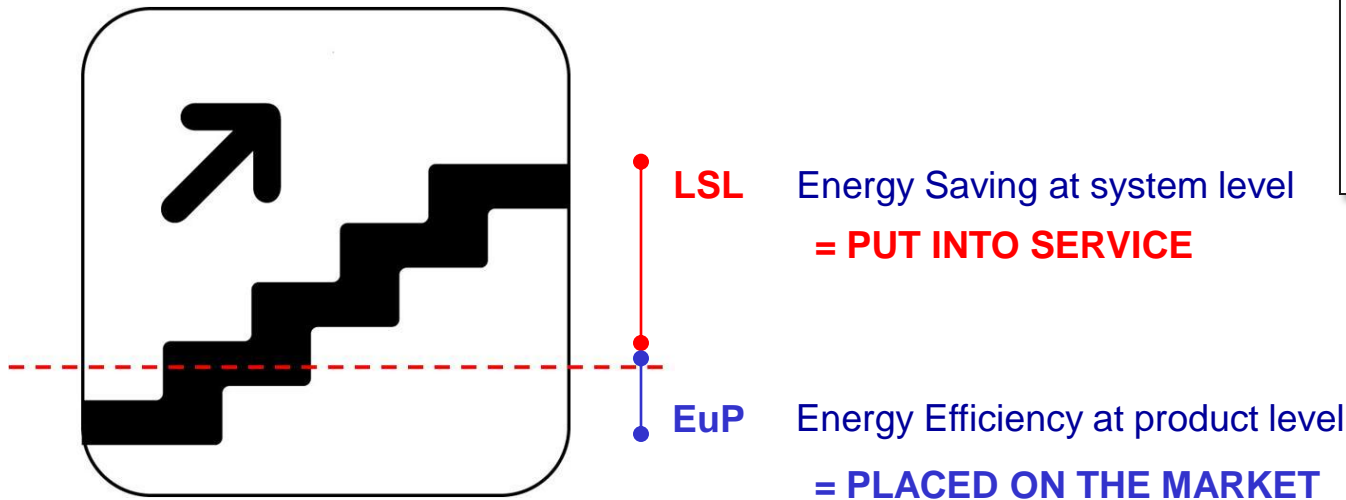 LSL Energy Saving at system level
= PUT INTO SERVICE
EuP Energy Efficiency at product level
= PLACED ON THE MARKET